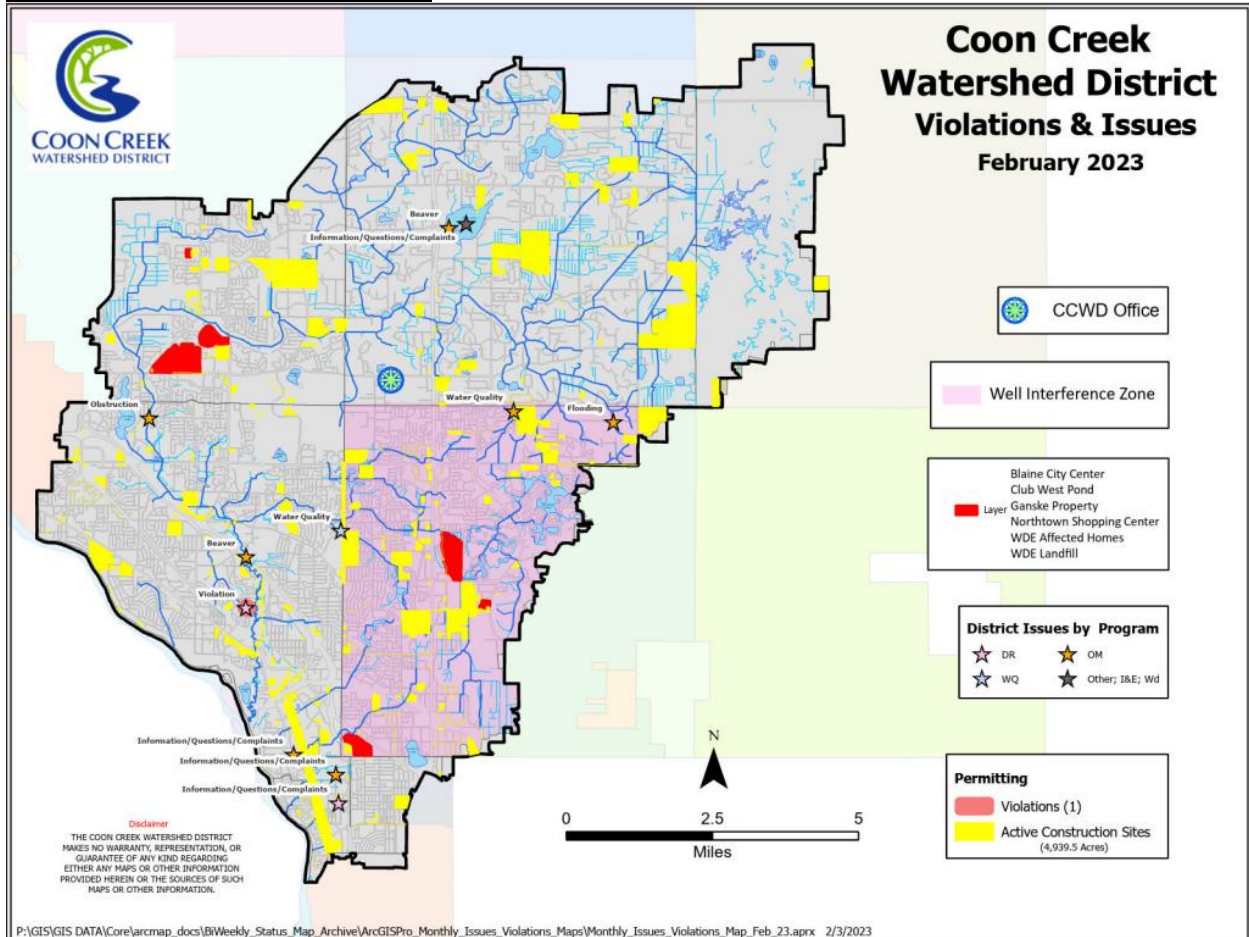 Coon Creek
Watershed District
Violations & Issues
February 2023
COON CREEK
WATERSHED DISTRICT
Beaver
Information/Questions/Complaints
Obstruction
Water Quality
Flooding
Water Quality
Beaver
Violation
Information/Questions/Complaints
Information/Questions/Complaints
Information/Questions/Complaints
CCWD Office
Well Interference Zone
Layer
Blaine City Center
Club West Pond
Ganske Property
Northtown Shopping Center
WDE Affected Homes
WDE Landfill
District Issues by Program
DR
OM
WQ
Other; I&E; Wd
Permitting
Violations (1)
Active Construction Sites
(4,939.5 Acres)
N
0 2.5 5
Miles
Disclaimer
THE COON CREEK WATERSHED DISTRICT
MAKES NO WARRANTY, REPRESENTATION, OR
GUARANTEE OF ANY KIND REGARDING
EITHER ANY MAPS OR OTHER INFORMATION
PROVIDED HEREIN OR THE SOURCES OF SUCH
MAPS OR OTHER INFORMATION.
P:\GIS\GIS DATA\Core\arcmap_docs\BiWeekly_Status_Map_Archive\ArcGISPro_Monthly_Issues_Violations_Maps\Monthly_Issues_Violations_Map_Feb_23.aprx 2/3/2023